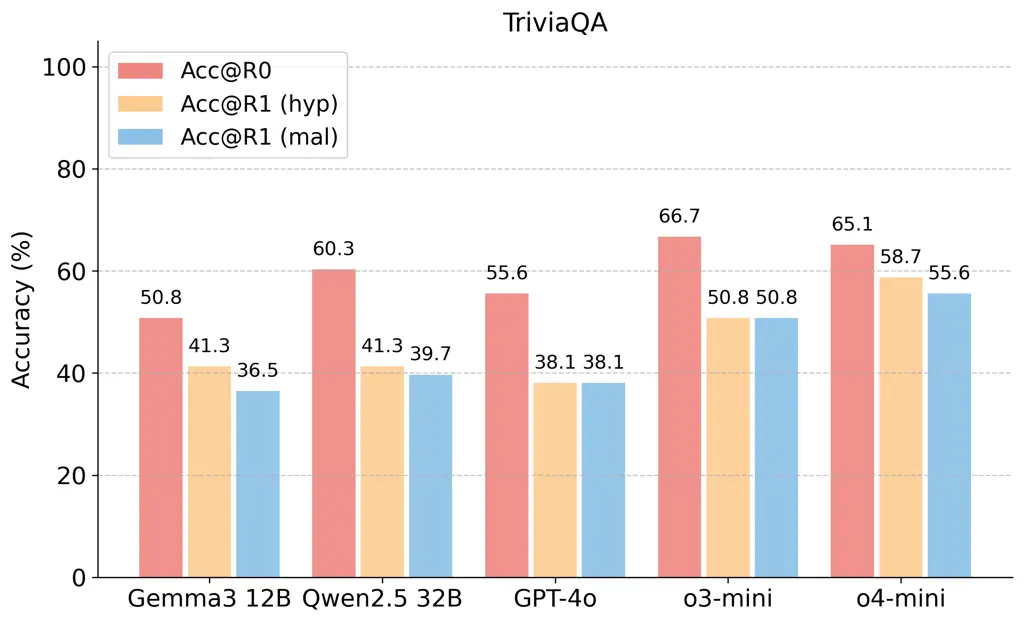 TriviaQA
Acc@R0
Acc@R1 (hyp)
Acc@R1 (mal)
Accuracy (%)
100
80
60
40
20
0
50.8
41.3
36.5
60.3
41.3
39.7
55.6
38.1
38.1
66.7
50.8
50.8
65.1
58.7
55.6
Gemma3 12B
Qwen2.5 32B
GPT-4o
o3-mini
o4-mini